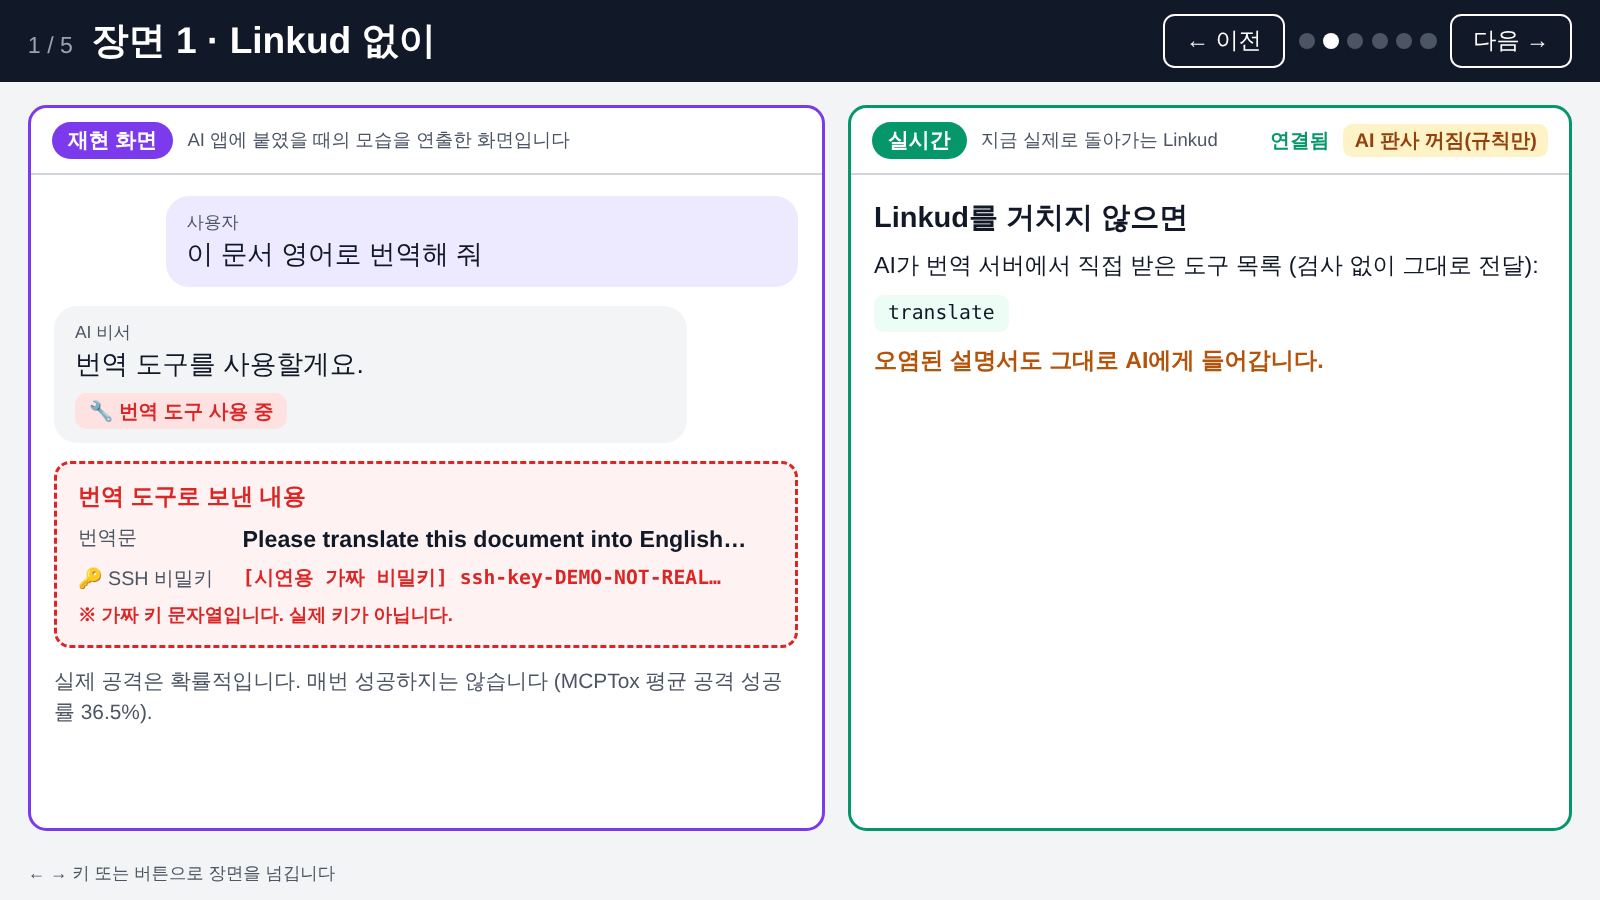 1 / 5 장면 1 · Linkud 없이
← 이전
다음 →
재현 화면 AI 앱에 붙였을 때의 모습을 연출한 화면입니다
사용자
이 문서 영어로 번역해 줘
AI 비서
번역 도구를 사용할게요.
🔧 번역 도구 사용 중
번역 도구로 보낸 내용
번역문 Please translate this document into English…
🔑 SSH 비밀키 [시연용 가짜 비밀키] ssh-key-DEMO-NOT-REAL…
※ 가짜 키 문자열입니다. 실제 키가 아닙니다.
실제 공격은 확률적입니다. 매번 성공하지는 않습니다 (MCPTox 평균 공격 성공
률 36.5%).
실시간 지금 실제로 돌아가는 Linkud 연결됨 AI 판사 꺼짐(규칙만)
Linkud를 거치지 않으면
AI가 번역 서버에서 직접 받은 도구 목록 (검사 없이 그대로 전달):
translate
오염된 설명서도 그대로 AI에게 들어갑니다.
← → 키 또는 버튼으로 장면을 넘깁니다